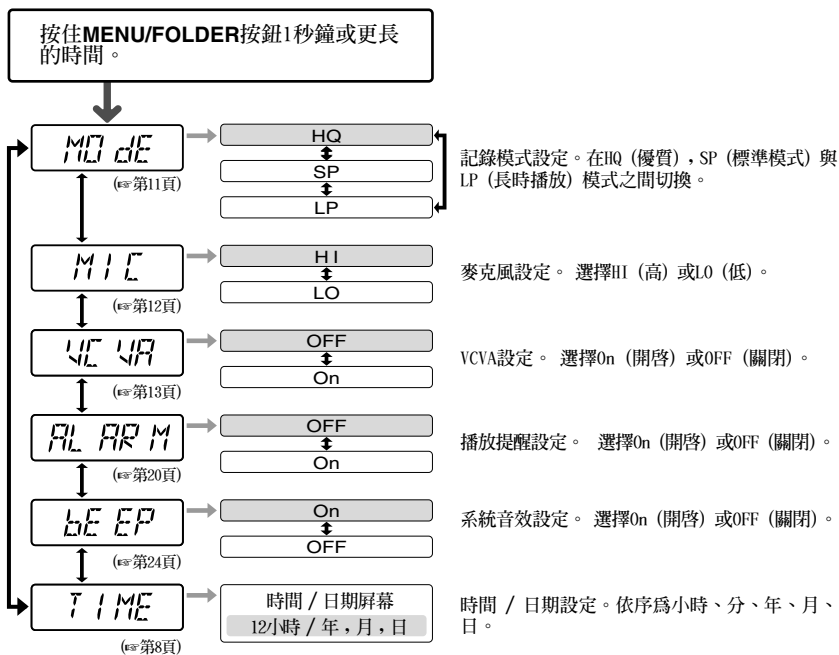 按住MENU/FOLDER按鈕1秒鐘或更長
的時間。
MO dE
(☞第11頁)
HQ
SP
LP
記錄模式設定。在HQ (優質),SP (標準模式) 與
LP (長時播放) 模式之間切換。
MIC
(☞第12頁)
HI
LO
麥克風設定。 選擇HI (高) 或LO (低)。
VC VA
(☞第13頁)
OFF
On
VCVA設定。 選擇On (開啓) 或OFF (關閉)。
AL AR M
(☞第20頁)
OFF
On
播放提醒設定。 選擇On (開啓) 或OFF (關閉)。
bE EP
(☞第24頁)
On
OFF
系統音效設定。 選擇On (開啓) 或OFF (關閉)。
TIME
(☞第8頁)
時間 / 日期屏幕
12小時 / 年,月,日
時間 / 日期設定。依序爲小時、分、年、月、
日。